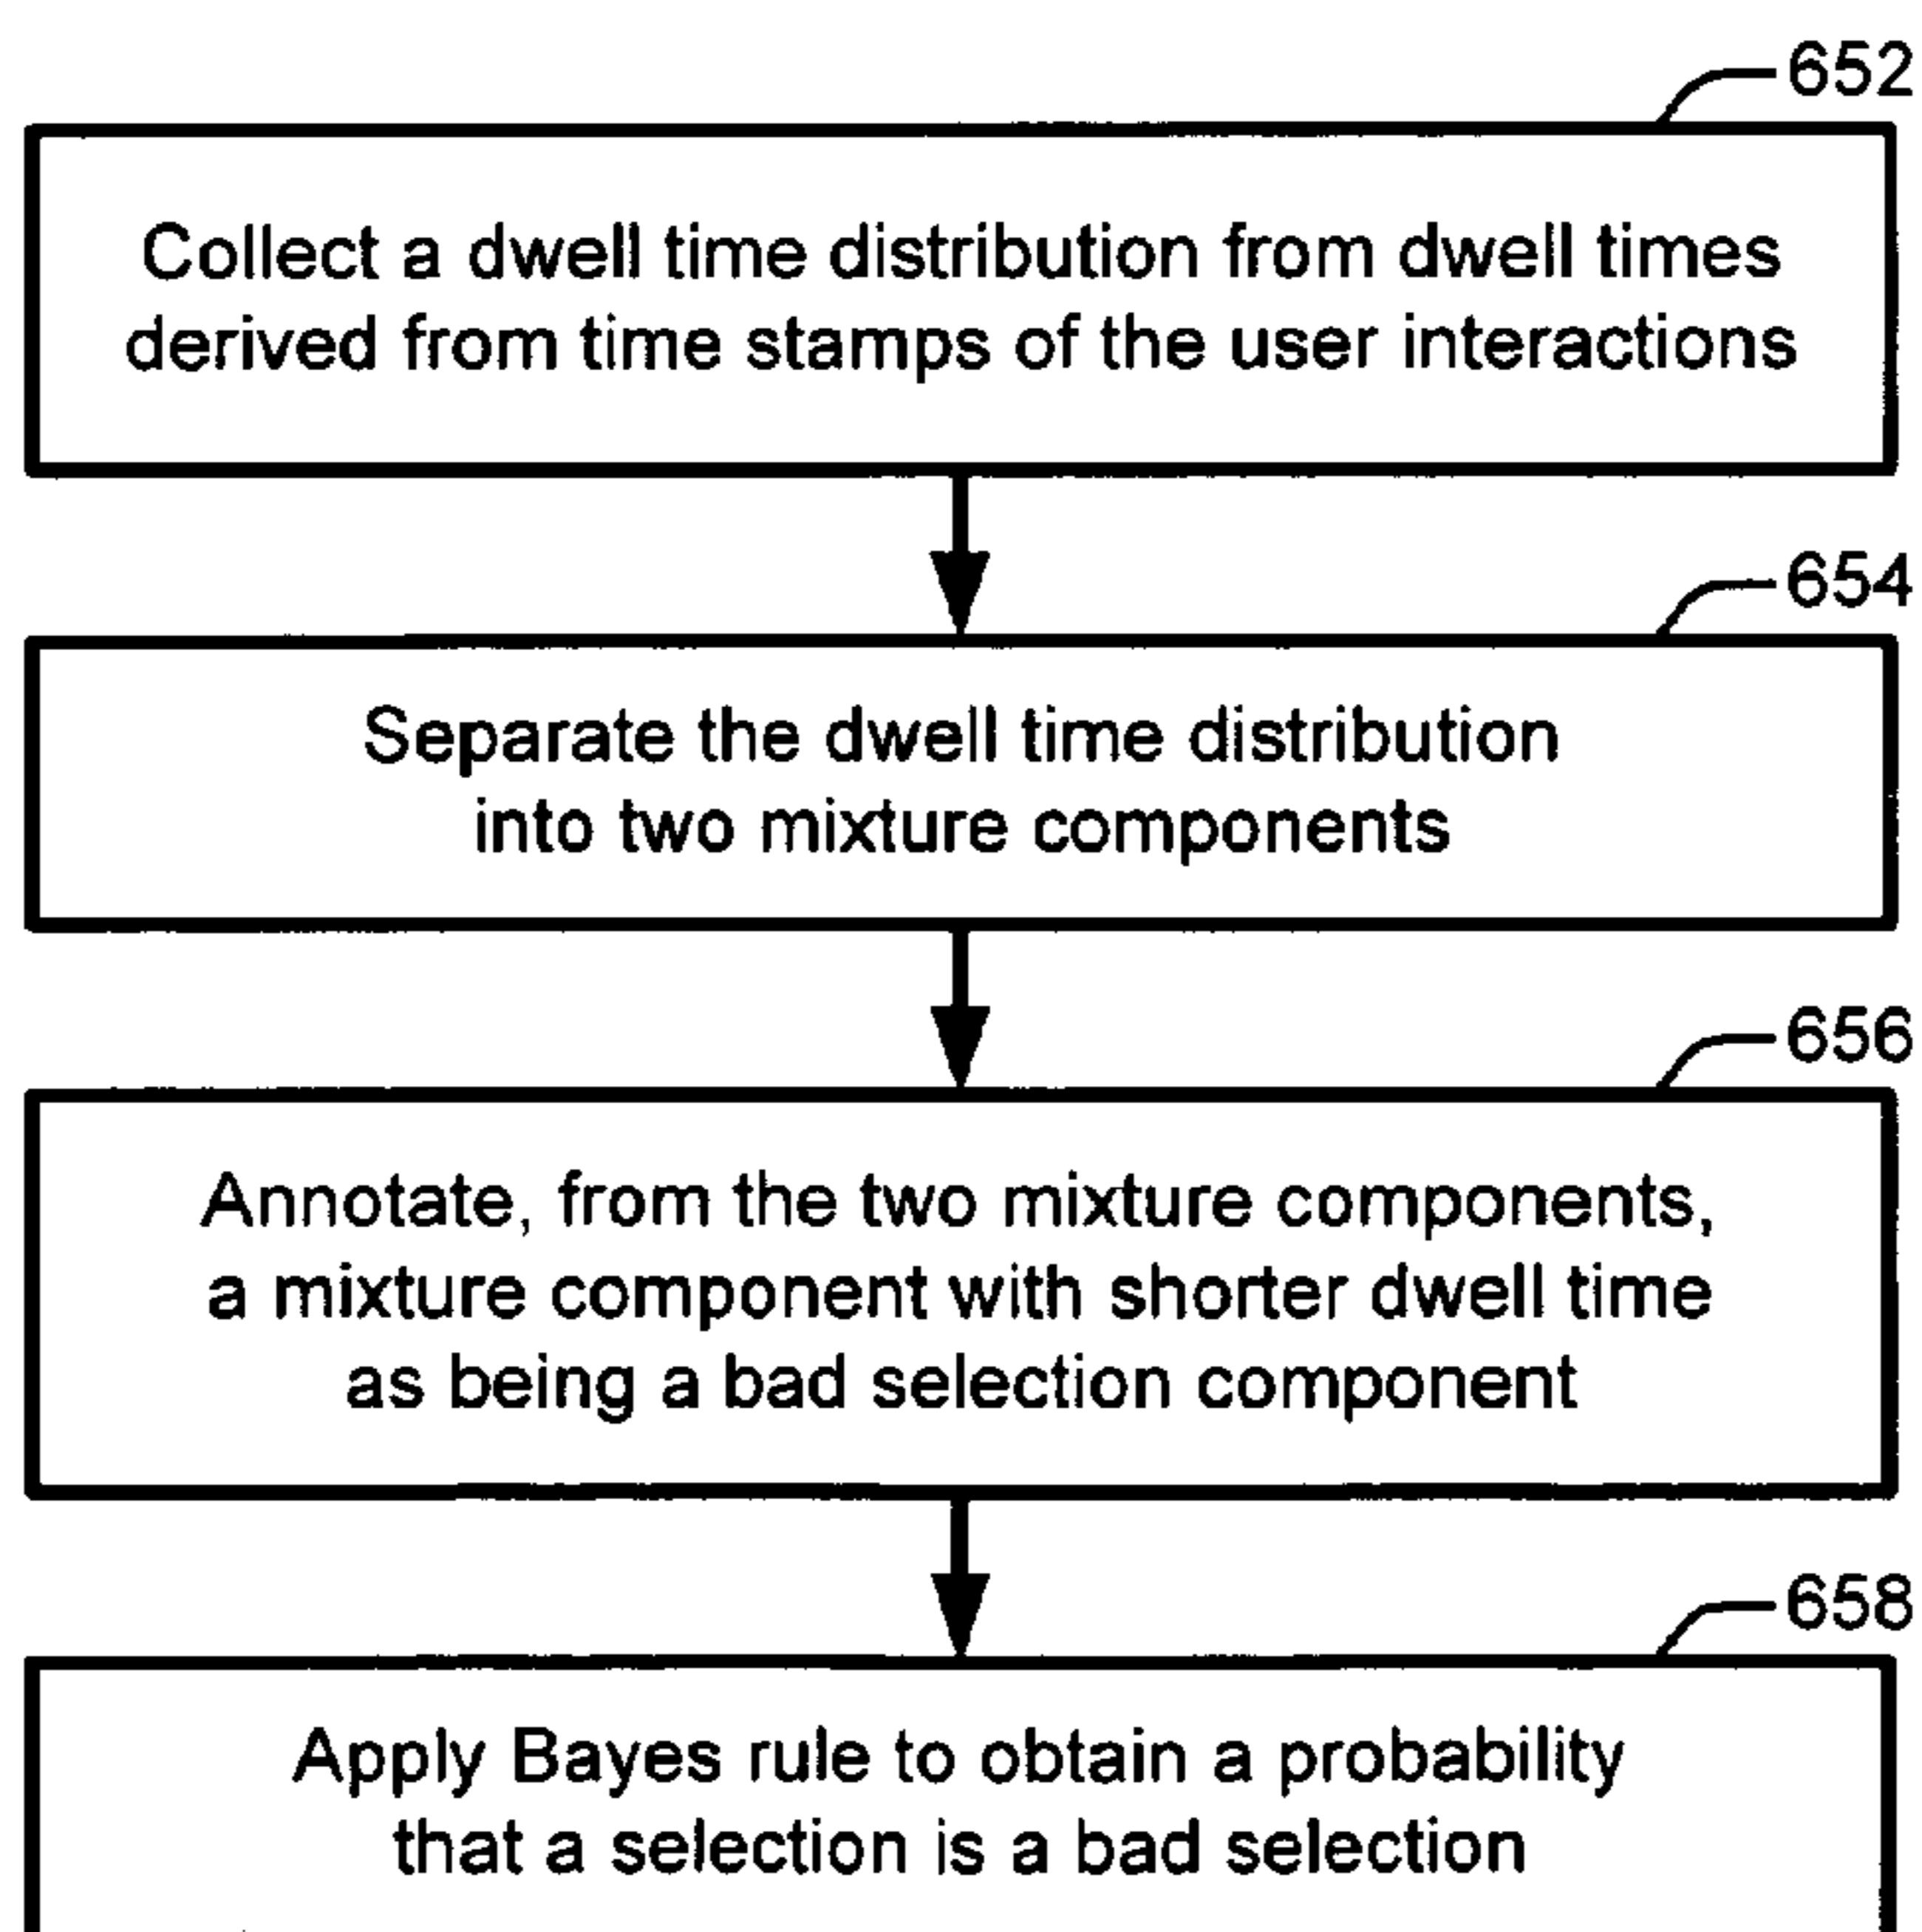 652
Collect a dwell time distribution from dwell times
derived from time stamps of the user interactions
654
Separate the dwell time distribution
into two mixture components
656
Annotate, from the two mixture components,
a mixture component with shorter dwell time
as being a bad selection component
658
Apply Bayes rule to obtain a probability
that a selection is a bad selection